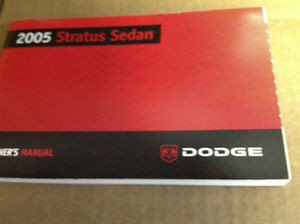 2005 Stratus Sedan
NER'S MANUAL
DODGE